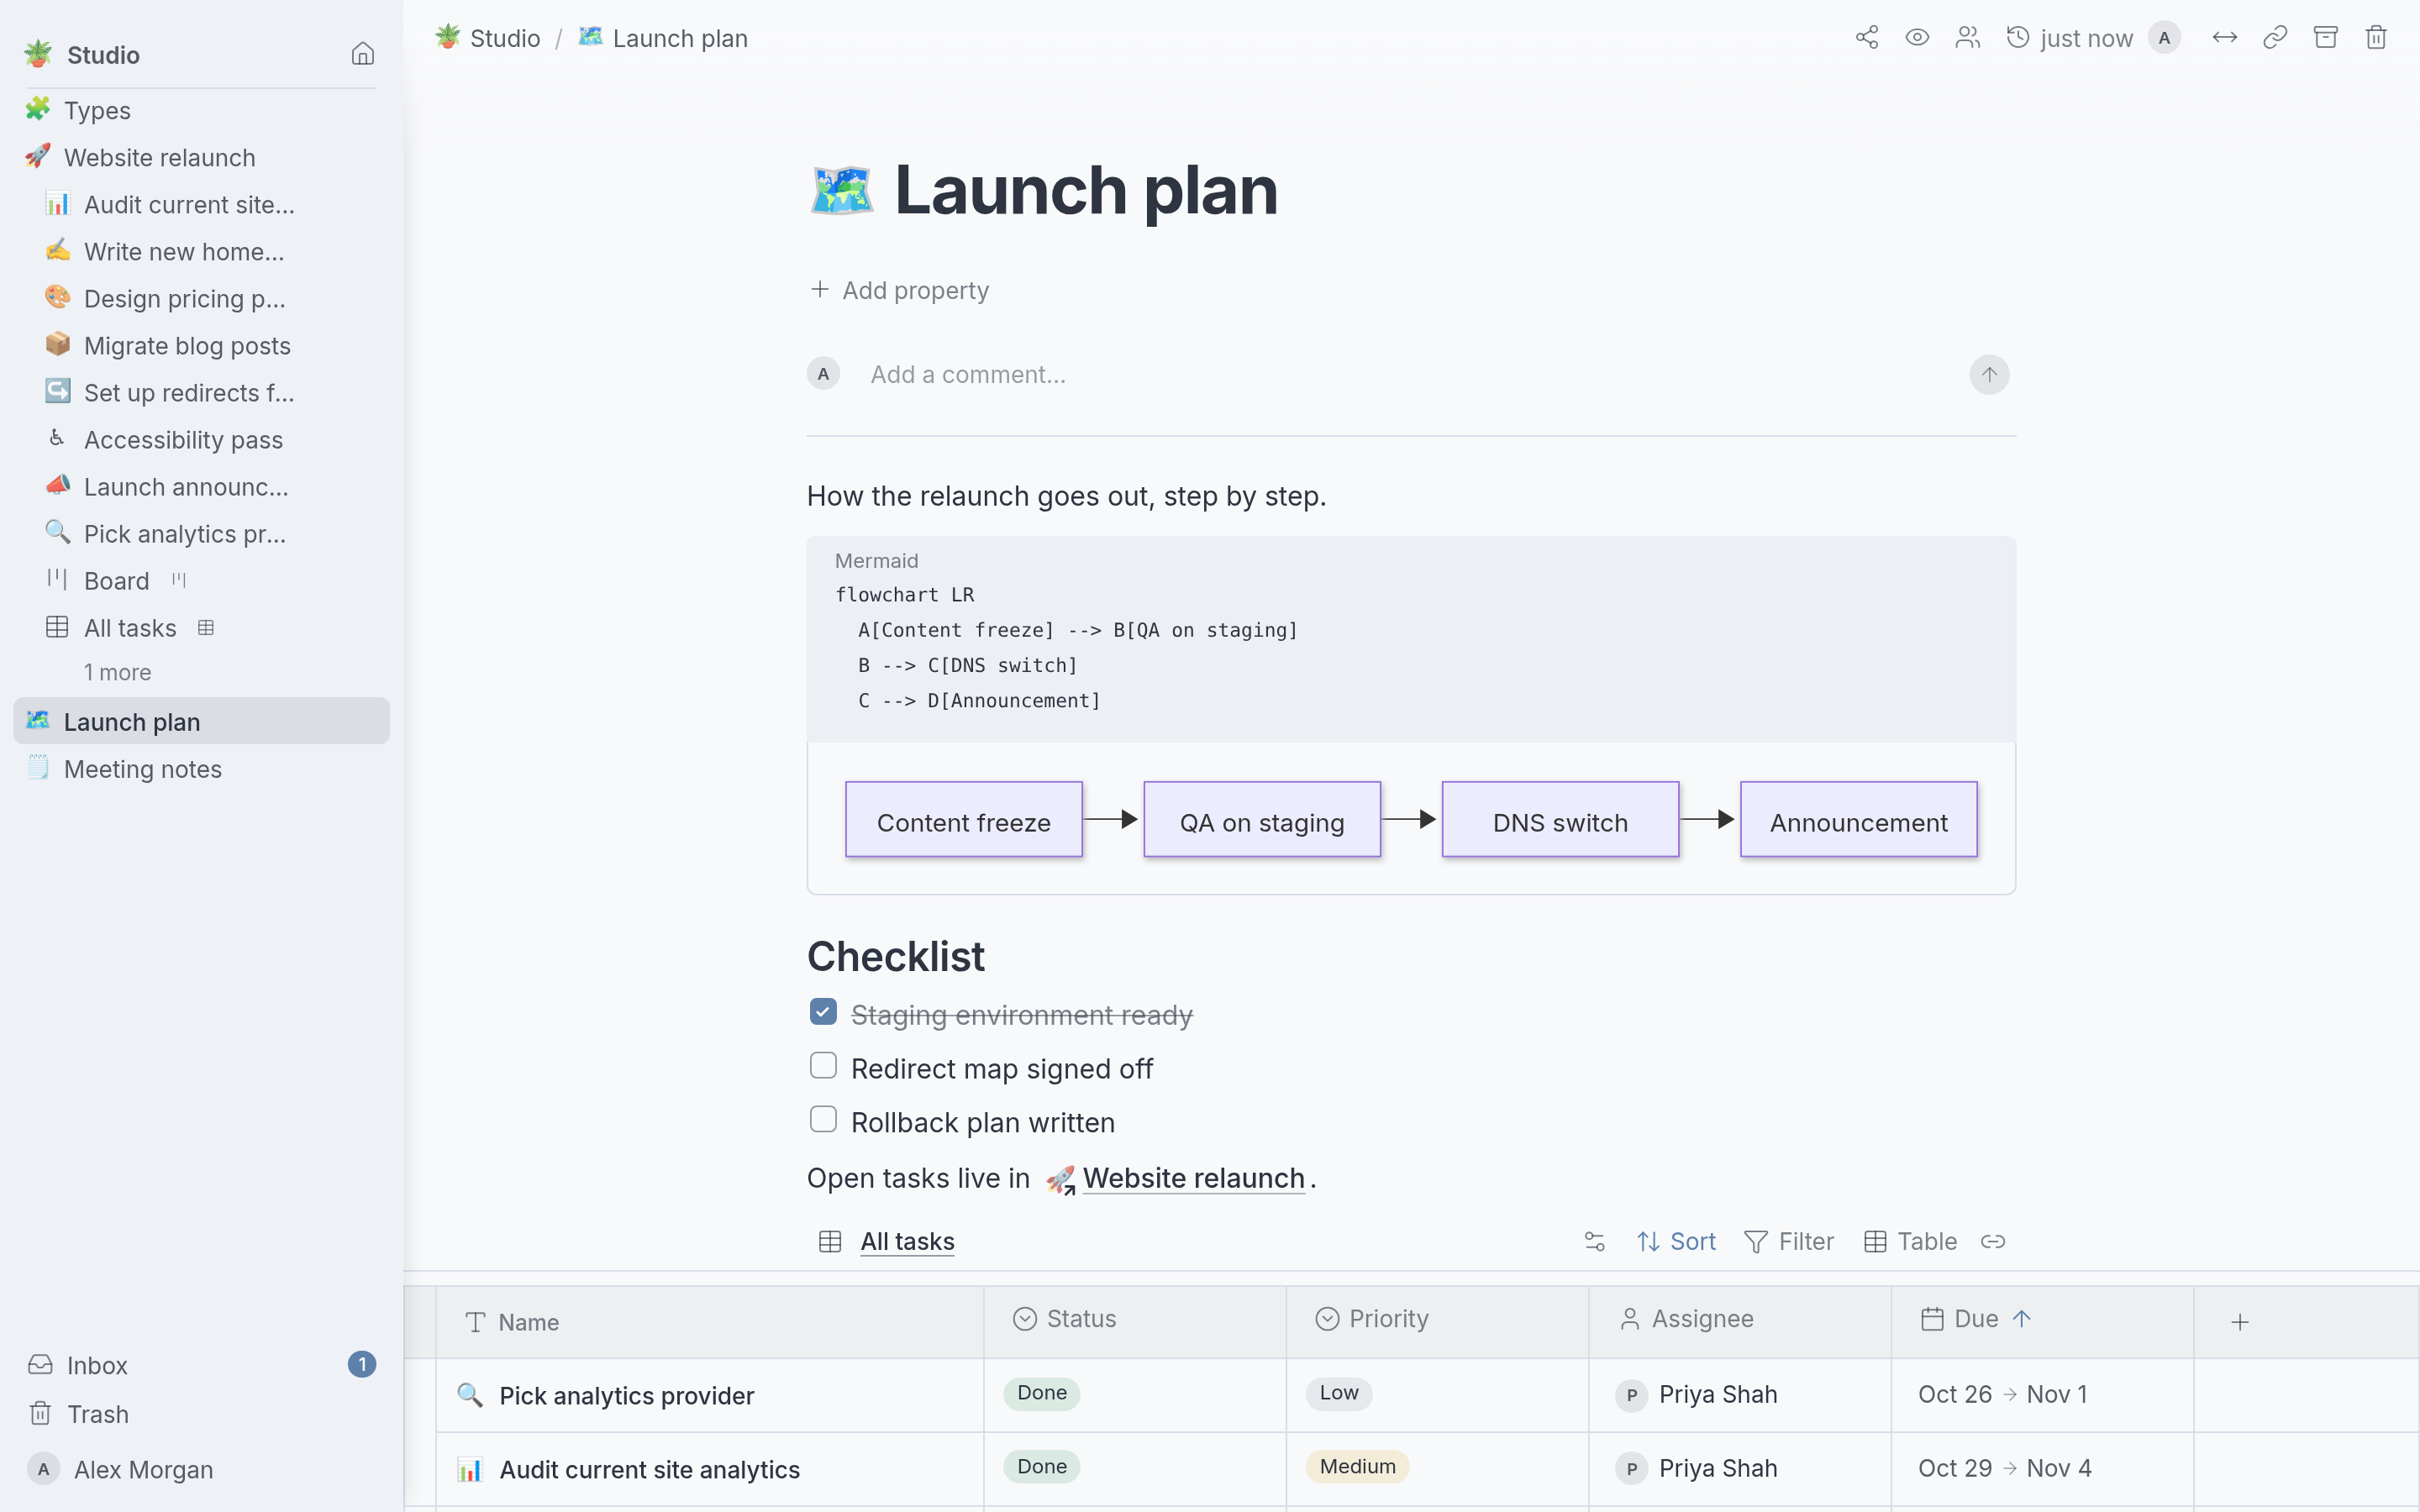 Studio
Types
Website relaunch
Audit current site...
Write new home...
Design pricing p...
Migrate blog posts
Set up redirects f...
Accessibility pass
Launch announc...
Pick analytics pr...
Board
All tasks
1 more
Launch plan
Meeting notes
Inbox 1
Trash
A Alex Morgan
Studio / Launch plan
just now A
Launch plan
Add property
A Add a comment...
How the relaunch goes out, step by step.
Mermaid
flowchart LR
A[Content freeze] --> B[QA on staging]
B --> C[DNS switch]
C --> D[Announcement]
Content freeze QA on staging DNS switch Announcement
Checklist
Staging environment ready
Redirect map signed off
Rollback plan written
Open tasks live in Website relaunch.
All tasks Sort Filter Table
Name Status Priority Assignee Due
Pick analytics provider Done Low P Priya Shah Oct 26 → Nov 1
Audit current site analytics Done Medium P Priya Shah Oct 29 → Nov 4